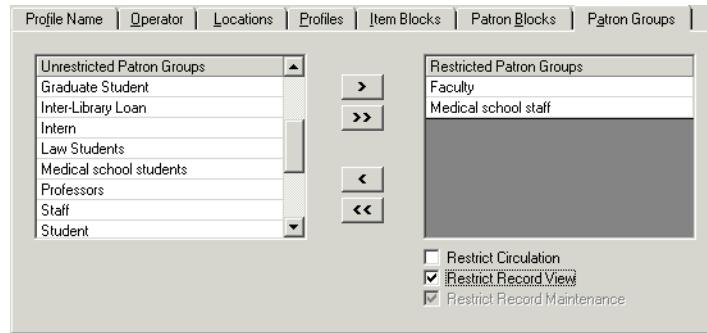 Profile Name Operator Locations Profiles Item Blocks Patron Blocks Patron Groups
Unrestricted Patron Groups
Graduate Student
Inter-Library Loan
Intern
Law Students
Medical school students
Professors
Staff
Student
>
>>
<
<<
Restricted Patron Groups
Faculty
Medical school staff
Restrict Circulation
Restrict Record View
Restrict Record Maintenance